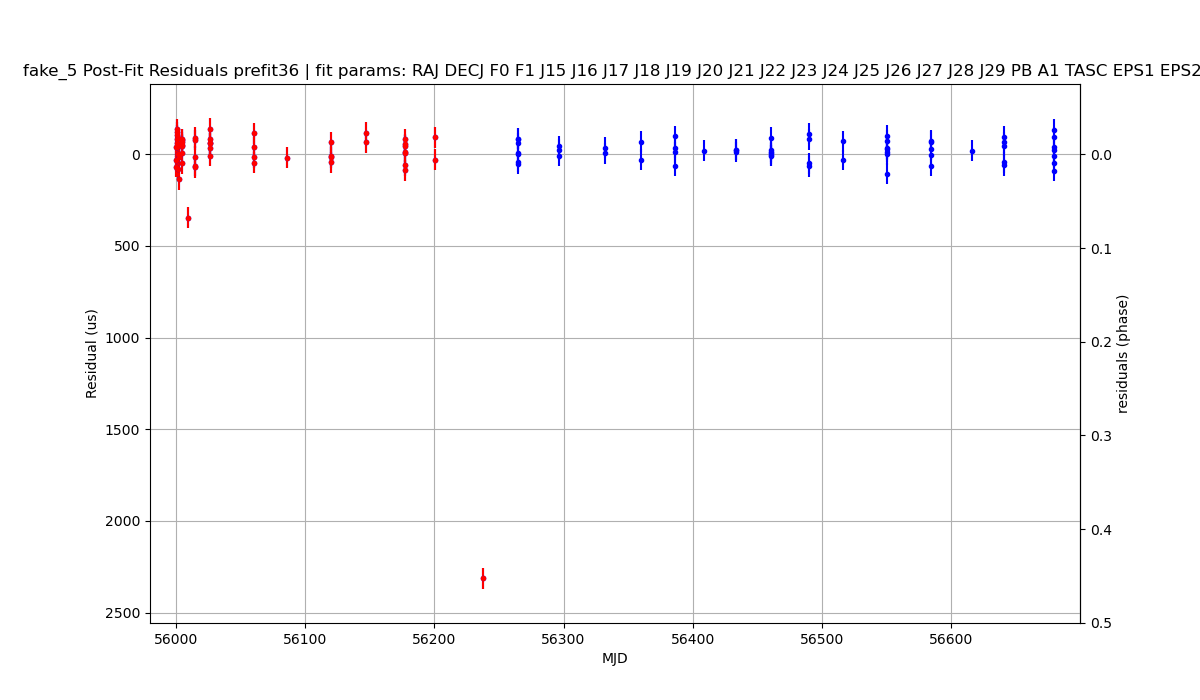 fake_5 Post-Fit Residuals prefit36 | fit params: RAJ DECJ F0 F1 J15 J16 J17 J18 J19 J20 J21 J22 J23 J24 J25 J26 J27 J28 J29 PB A1 TASC EPS1 EPS2
0
500
1000
1500
2000
2500
Residual (us)
0.0
0.1
0.2
0.3
0.4
0.5
residuals (phase)
56000 56100 56200 56300 56400 56500 56600
MJD